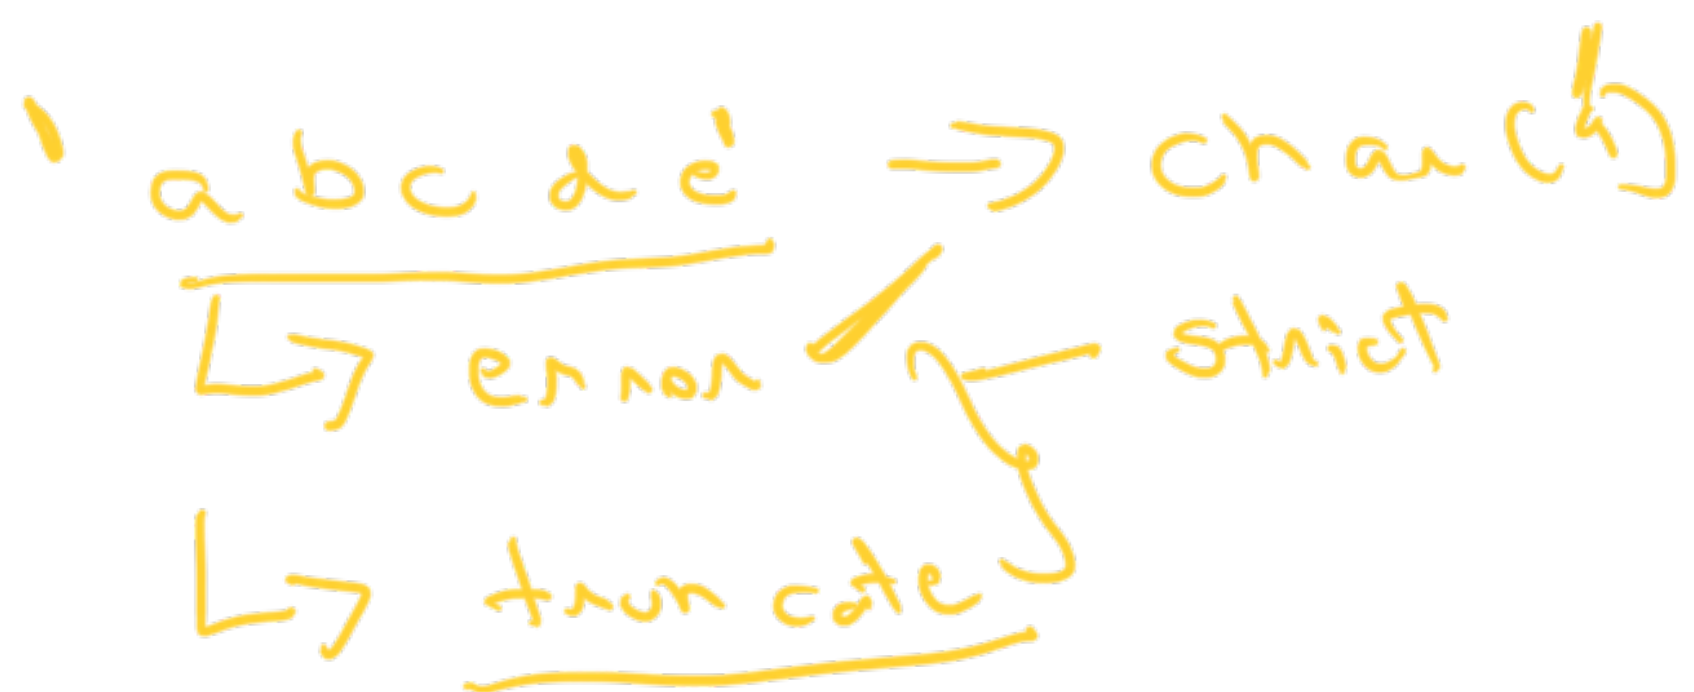 'abcde' → char(4)
↳ error - strict
↳ truncate